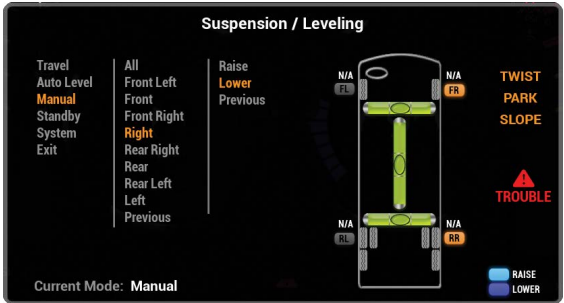 Suspension / Leveling
Travel
Auto Level
Manual
Standby
System
Exit
All
Front Left
Front
Front Right
Right
Rear Right
Rear
Rear Left
Left
Previous
Raise
Lower
Previous
N/A
FL
N/A
FR
N/A
RL
N/A
RR
TWIST
PARK
SLOPE
TROUBLE
RAISE
LOWER
Current Mode: Manual